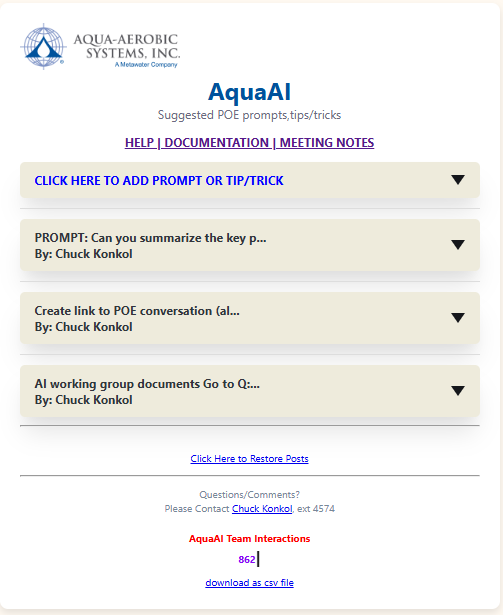 AQUA-AEROBIC
SYSTEMS, INC.
A Metawater Company
AquaAI
Suggested POE prompts,tips/tricks
HELP | DOCUMENTATION | MEETING NOTES
CLICK HERE TO ADD PROMPT OR TIP/TRICK
PROMPT: Can you summarize the key p...
By: Chuck Konkol
Create link to POE conversation (al...
By: Chuck Konkol
AI working group documents Go to Q:...
By: Chuck Konkol
Click Here to Restore Posts
Questions/Comments?
Please Contact Chuck Konkol, ext 4574
AquaAI Team Interactions
862
download as csv file